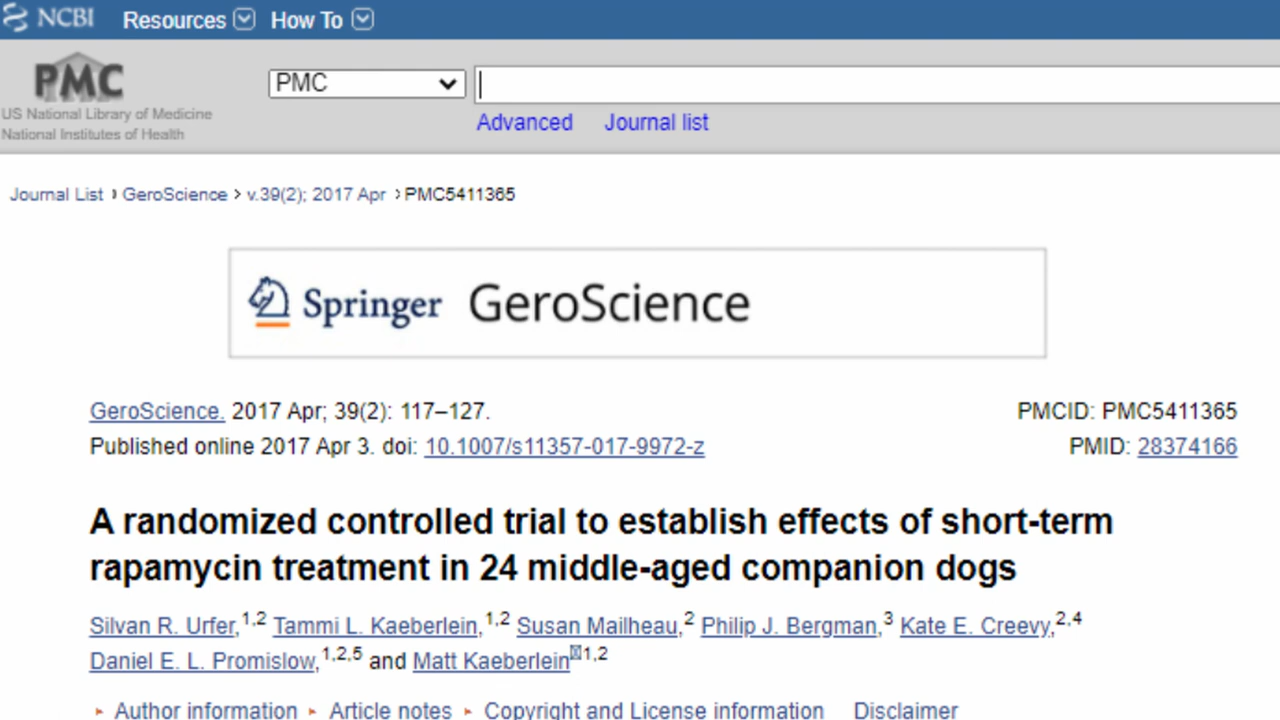 NCBI Resources How To
PMC PMC
US National Library of Medicine
National Institutes of Health
Advanced Journal list
Journal List › GeroScience > v.39(2); 2017 Apr › PMC5411365
Springer GeroScience
GeroScience. 2017 Apr; 39(2): 117–127. PMCID: PMC5411365
Published online 2017 Apr 3. doi: 10.1007/s11357-017-9972-z PMID: 28374166
A randomized controlled trial to establish effects of short-term
rapamycin treatment in 24 middle-aged companion dogs
Silvan R. Urfer,1,2 Tammi L. Kaeberlein,1,2 Susan Mailheau,2 Philip J. Bergman,3 Kate E. Creevy,2,4
Daniel E. L. Promislow,1,2,5 and Matt Kaeberlein1,2
▸ Author information ▸ Article notes ▸ Copyright and License information Disclaimer